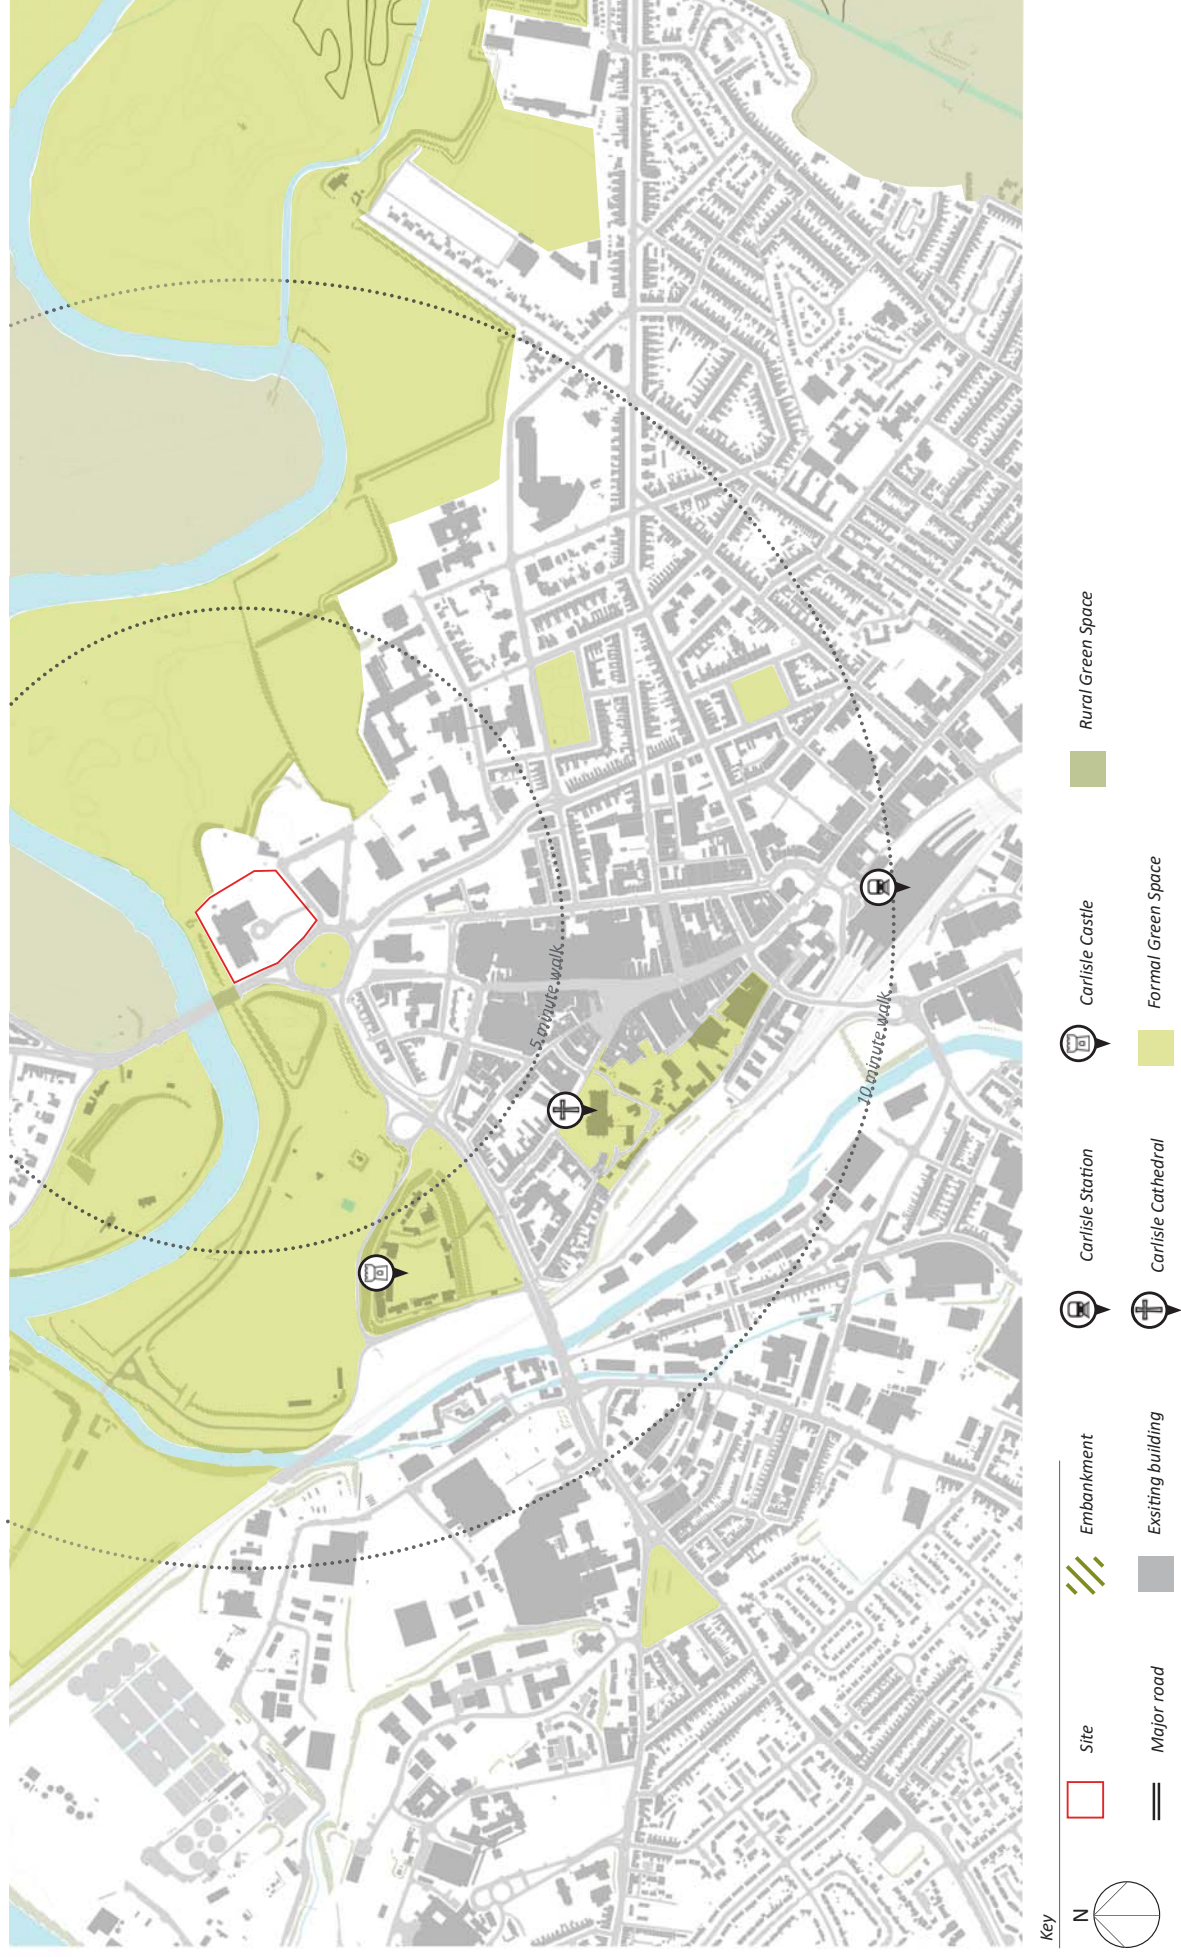 5 minute walk
10 minute walk
Key
N
Site
Embankment
Carlisle Station
Carlisle Castle
Rural Green Space
Major road
Exsiting building
Carlisle Cathedral
Formal Green Space